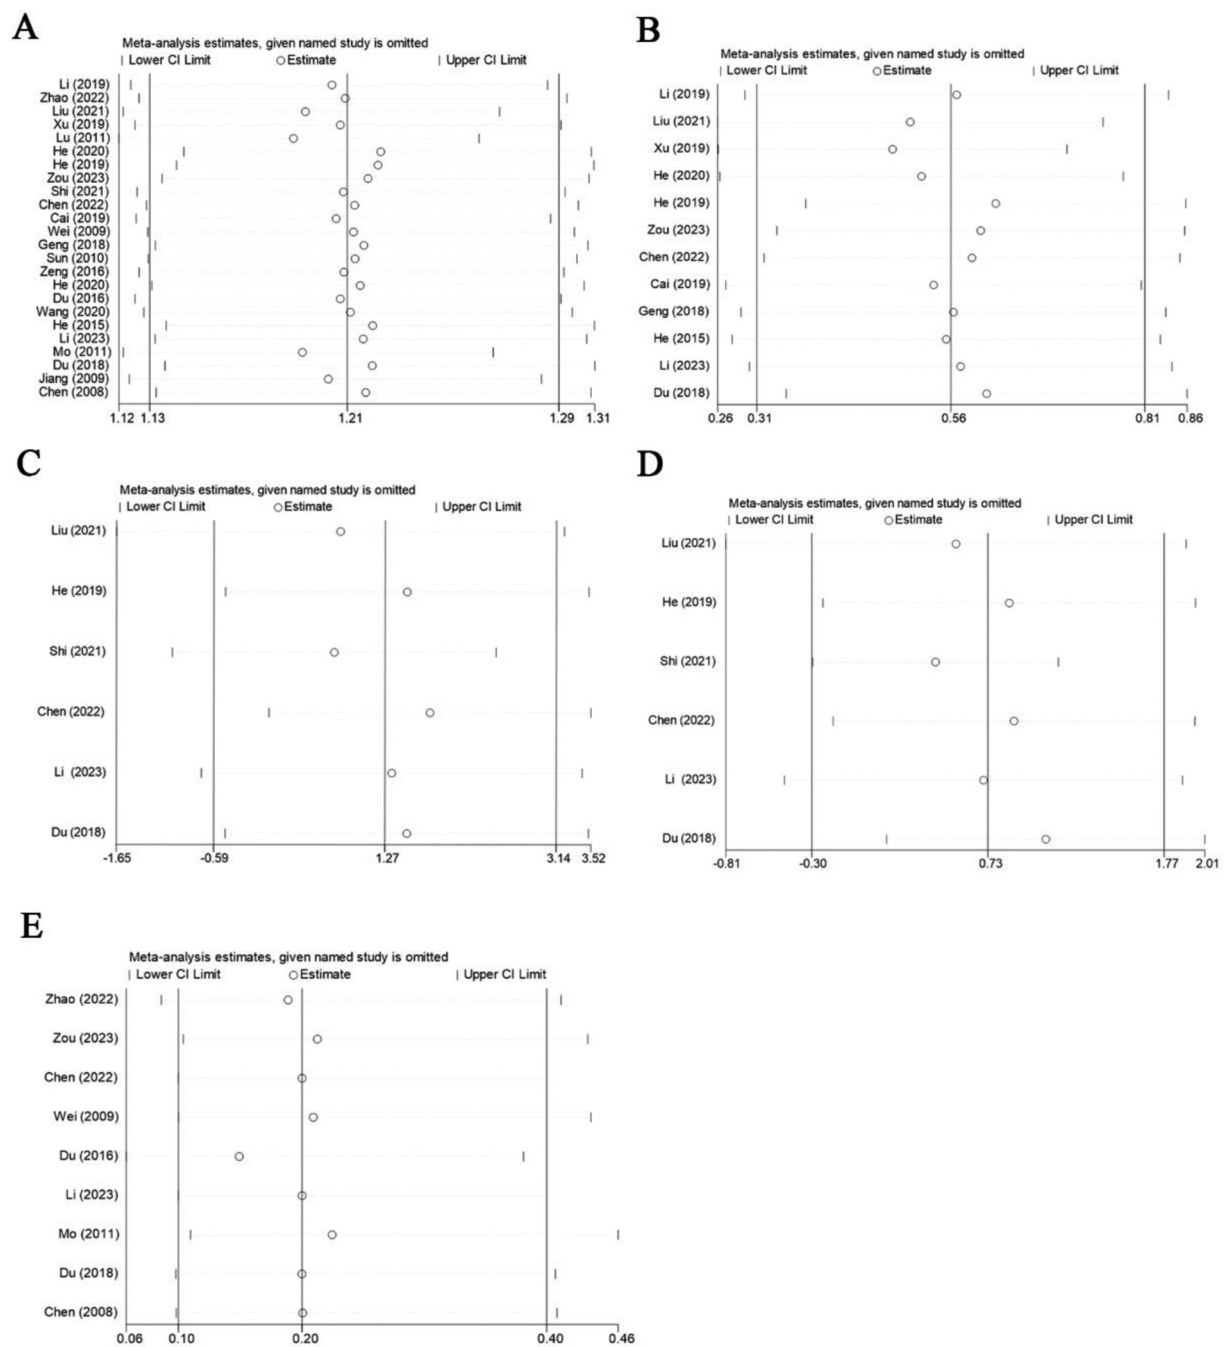 A
Meta-analysis estimates, given named study is omitted
Lower CI Limit Estimate Upper CI Limit
Li (2019)
Zhao (2022)
Liu (2021)
Xu (2019)
Lu (2011)
He (2020)
He (2019)
Zou (2023)
Shi (2021)
Chen (2022)
Cai (2019)
Wei (2009)
Geng (2018)
Sun (2010)
Zeng (2016)
He (2020)
Du (2016)
Wang (2020)
He (2015)
Li (2023)
Mo (2011)
Du (2018)
Jiang (2009)
Chen (2008)
1.12 1.13 1.21 1.29 1.31
B
Meta-analysis estimates, given named study is omitted
Lower CI Limit Estimate Upper CI Limit
Li (2019)
Liu (2021)
Xu (2019)
He (2020)
He (2019)
Zou (2023)
Chen (2022)
Cai (2019)
Geng (2018)
He (2015)
Li (2023)
Du (2018)
0.26 0.31 0.56 0.81 0.86
C
Meta-analysis estimates, given named study is omitted
Lower CI Limit Estimate Upper CI Limit
Liu (2021)
He (2019)
Shi (2021)
Chen (2022)
Li (2023)
Du (2018)
-1.65 -0.59 1.27 3.14 3.52
D
Meta-analysis estimates, given named study is omitted
Lower CI Limit Estimate Upper CI Limit
Liu (2021)
He (2019)
Shi (2021)
Chen (2022)
Li (2023)
Du (2018)
-0.81 -0.30 0.73 1.77 2.01
E
Meta-analysis estimates, given named study is omitted
Lower CI Limit Estimate Upper CI Limit
Zhao (2022)
Zou (2023)
Chen (2022)
Wei (2009)
Du (2016)
Li (2023)
Mo (2011)
Du (2018)
Chen (2008)
0.06 0.10 0.20 0.40 0.46